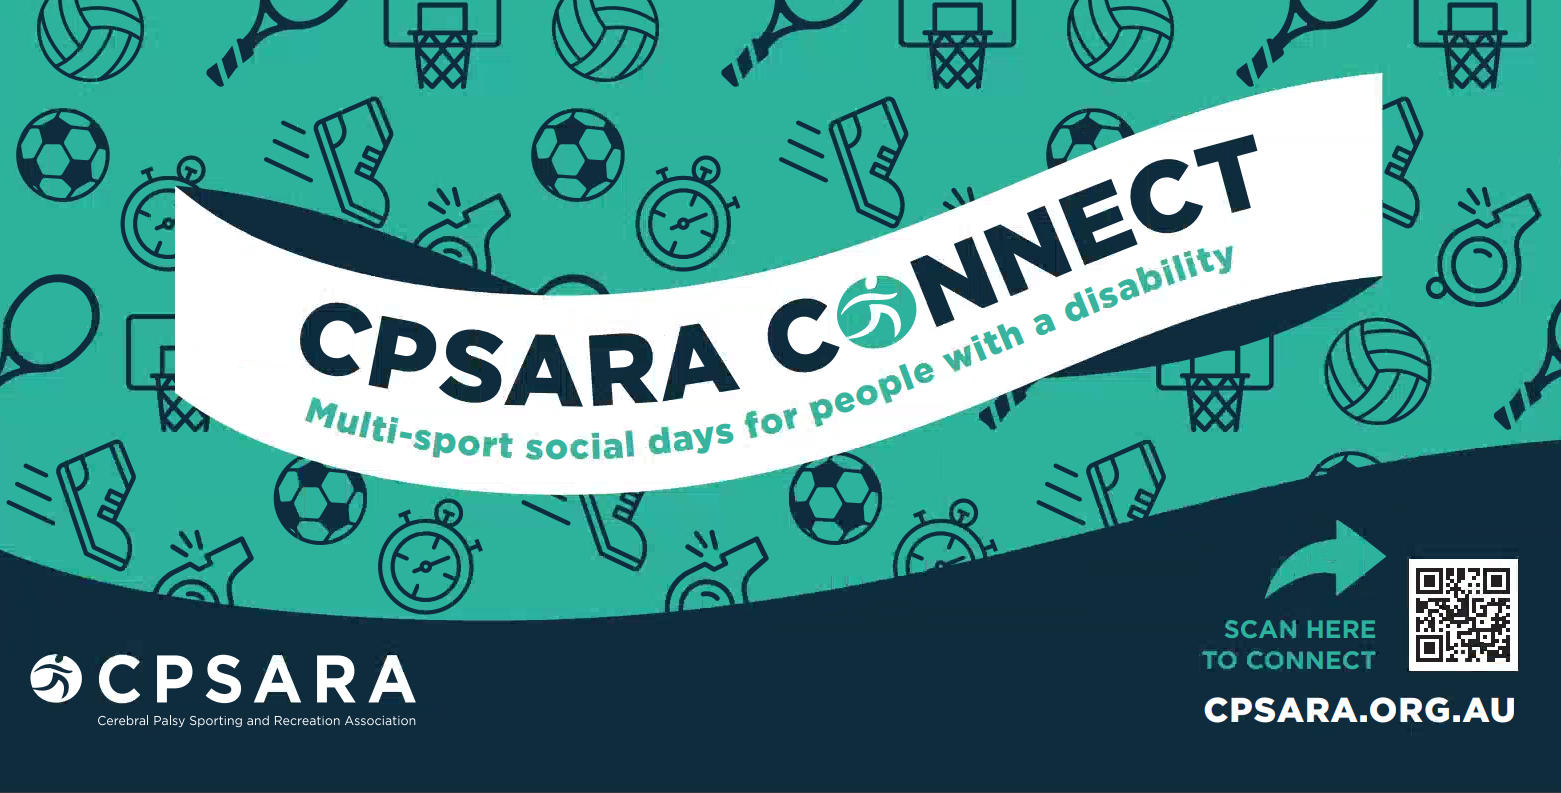 CPSARA CONNECT
Multi-sport social days for people with a disability
SCAN HERE
TO CONNECT
CPSARA.ORG.AU
CPSARA
Cerebral Palsy Sporting and Recreation Association